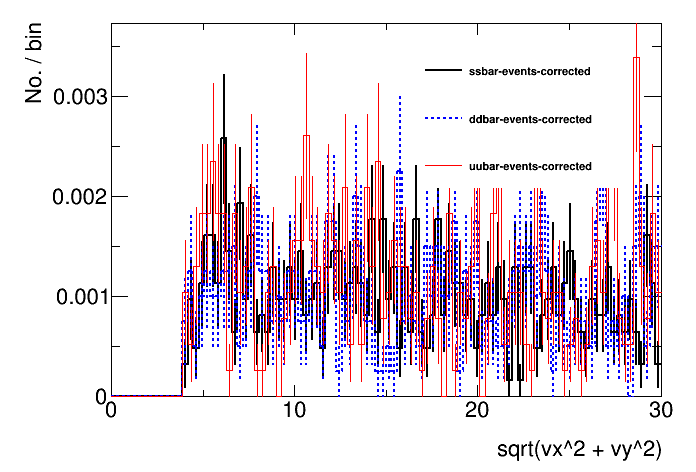 No. / bin
0.003
0.002
0.001
0
ssbar-events-corrected
ddbar-events-corrected
uubar-events-corrected
0 10 20 30
sqrt(vx^2 + vy^2)